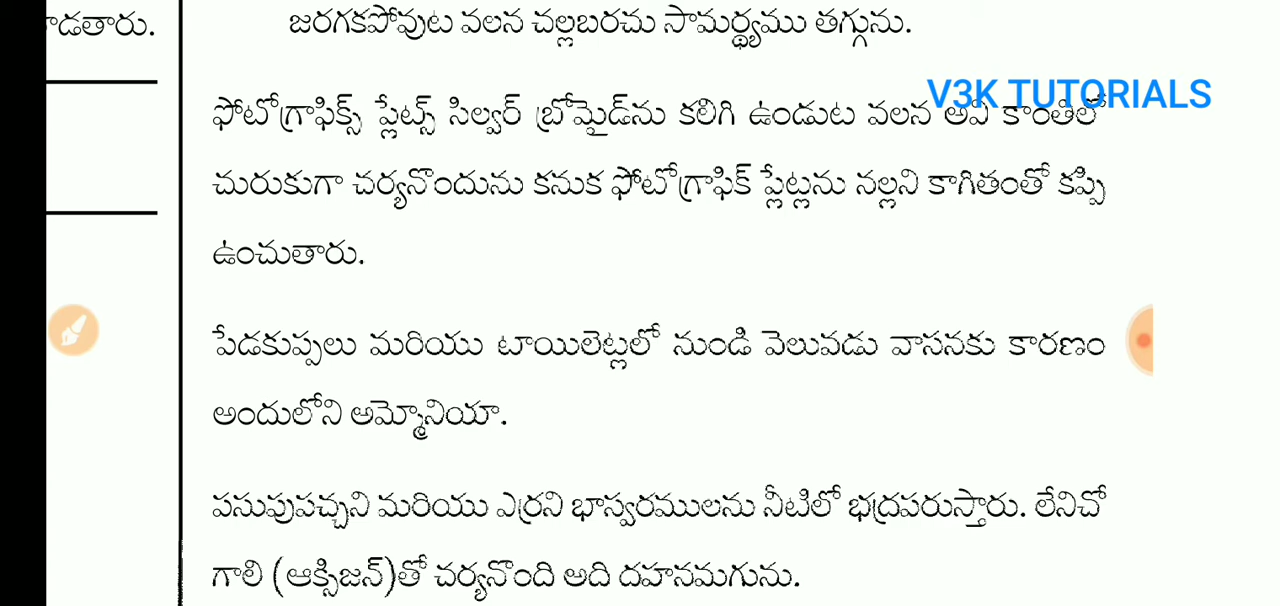 ాడతారు.
జరగకపోవుట వలన చల్లబరచు సామర్థ్యము తగ్గును.
V3K TUTORIALS
ఫోటోగ్రాఫిక్స్ ప్లేట్స్ సిల్వర్ బ్రోమైడ్‌ను కలిగి ఉండుట వలన అవి కాంతిలో
చురుకుగా చర్యనొందును కనుక ఫోటోగ్రాఫిక్ ప్లేట్లను నల్లని కాగితంతో కప్పి
ఉంచుతారు.
పేడకుప్పలు మరియు టాయిలెట్లలో నుండి వెలువడు వాసనకు కారణం
అందులోని అమ్మోనియా.
పసుపుపచ్చని మరియు ఎర్రని భాస్వరములను నీటిలో భద్రపరుస్తారు. లేనిచో
గాలి (ఆక్సిజన్)తో చర్యనొంది అది దహనమగును.